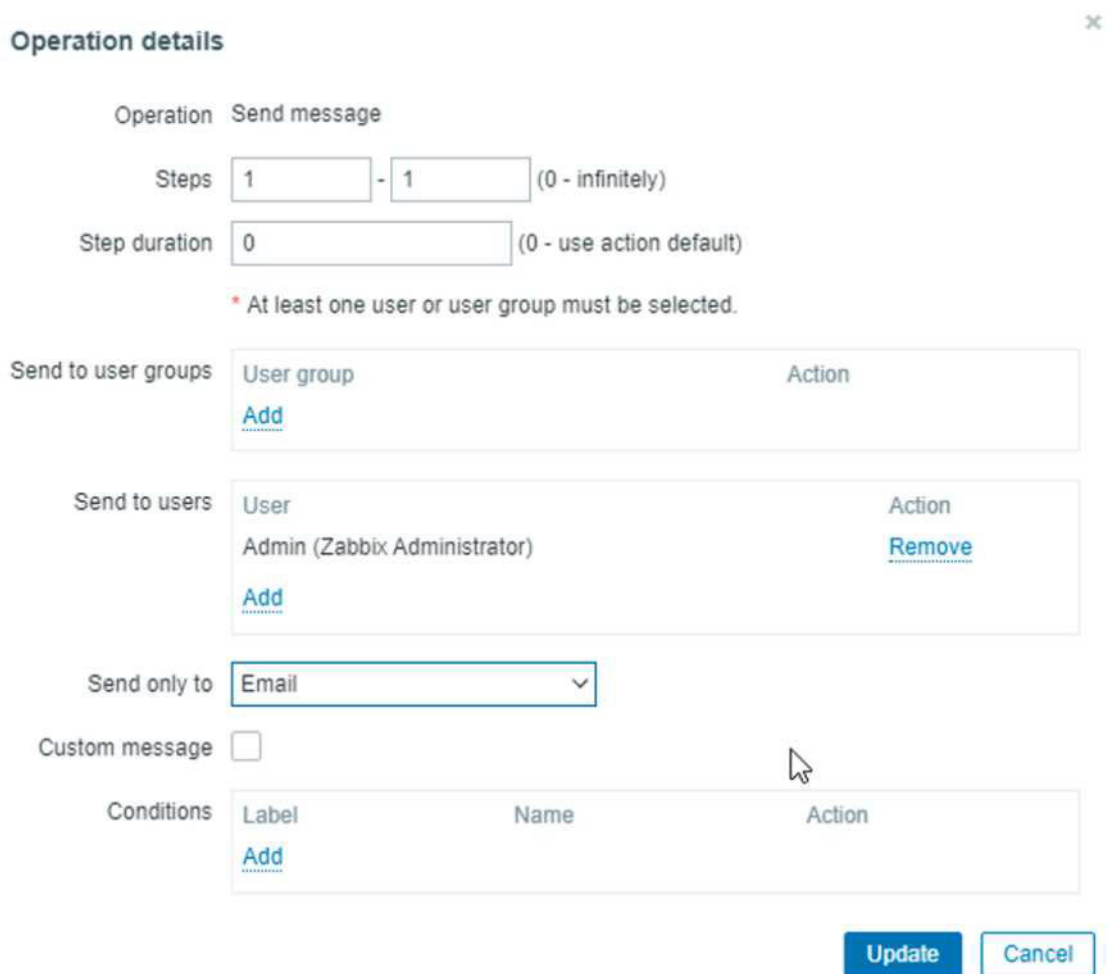 Operation details
Operation Send message
Steps 1 - 1 (0 - infinitely)
Step duration 0 (0 - use action default)
* At least one user or user group must be selected.
Send to user groups User group Action
Add
Send to users User Action
Admin (Zabbix Administrator) Remove
Add
Send only to Email
Custom message
Conditions Label Name Action
Add
Update Cancel